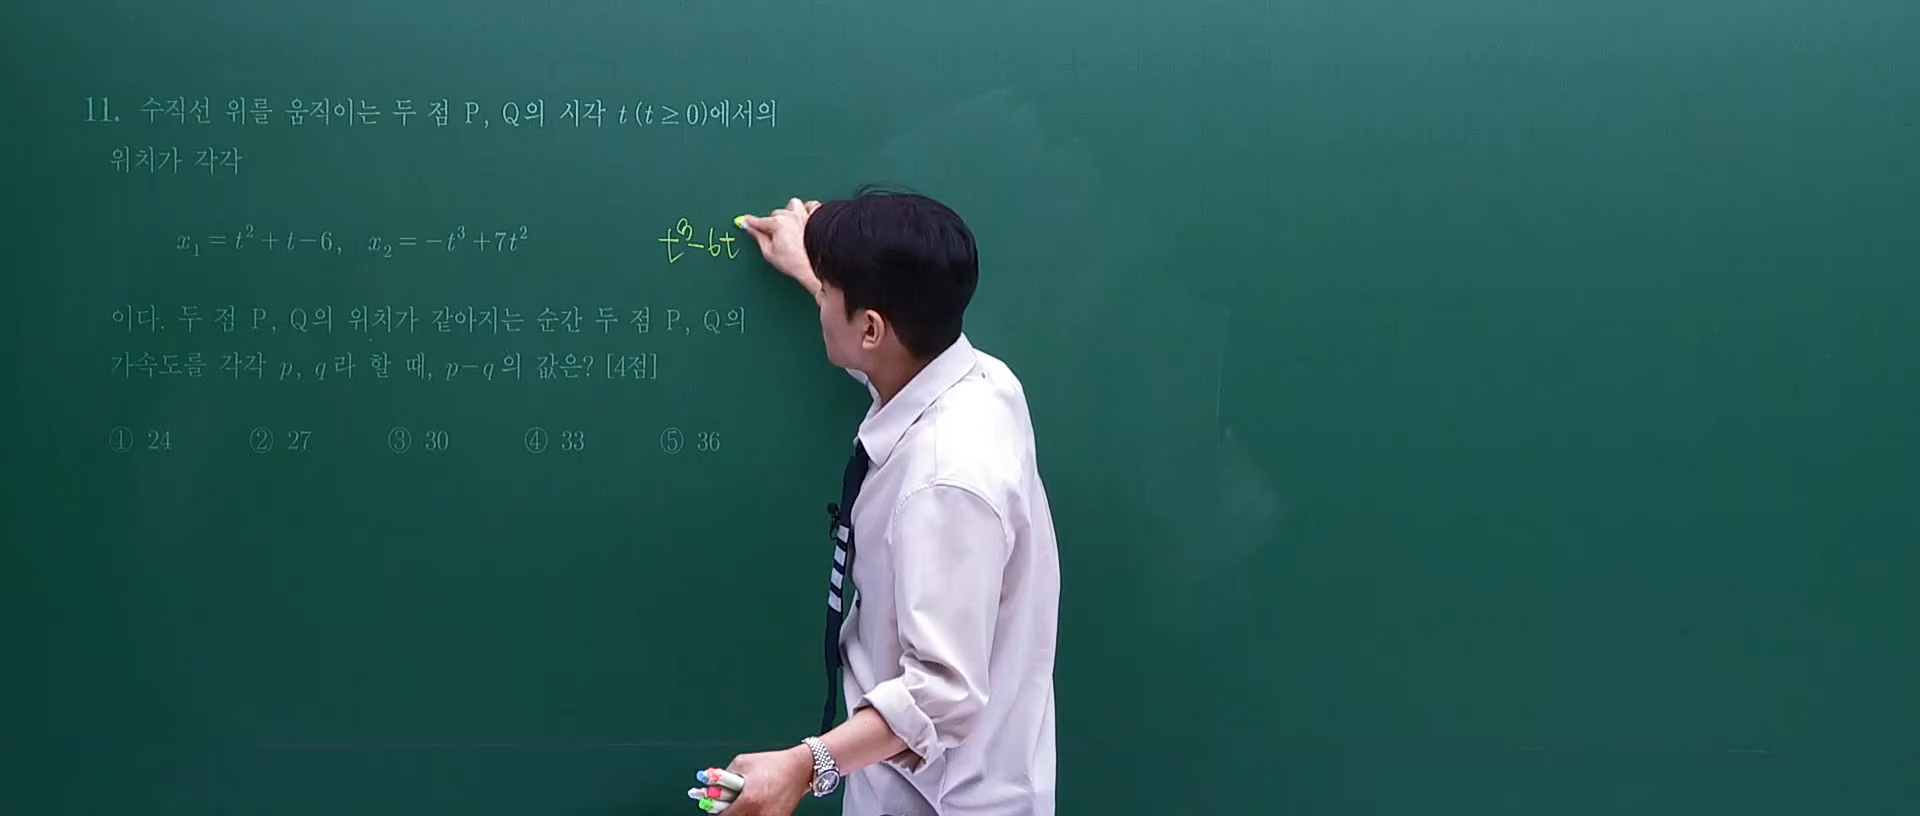 11. 수직선 위를 움직이는 두 점 P, Q의 시각 t (t ≥ 0)에서의
위치가 각각
x₁ = t² + t − 6, x₂ = −t³ + 7t²
t³ − 6t
이다. 두 점 P, Q의 위치가 같아지는 순간 두 점 P, Q의
가속도를 각각 p, q라 할 때, p − q의 값은? [4점]
① 24 ② 27 ③ 30 ④ 33 ⑤ 36